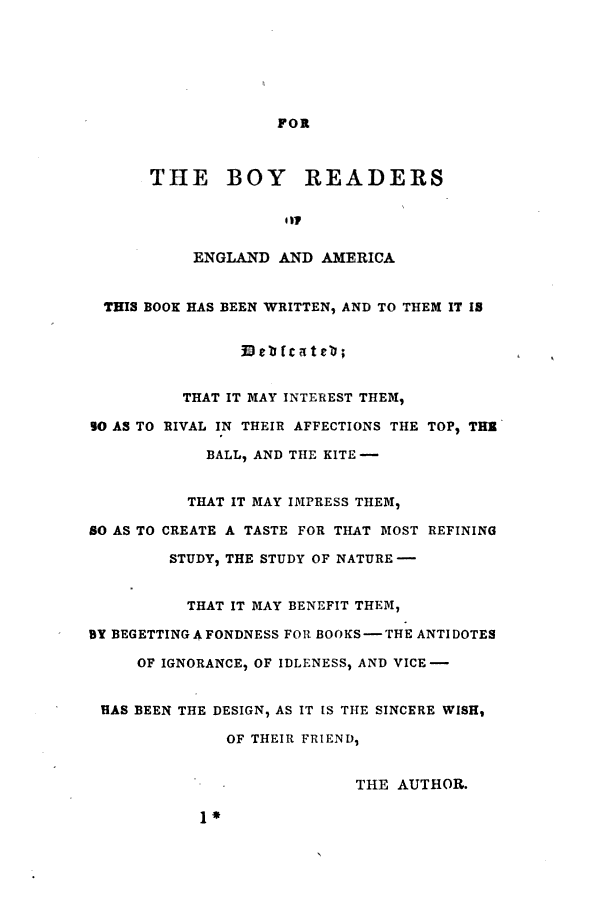 FOR
THE BOY READERS
OF
ENGLAND AND AMERICA
THIS BOOK HAS BEEN WRITTEN, AND TO THEM IT IS
Dedicated;
THAT IT MAY INTEREST THEM,
SO AS TO RIVAL IN THEIR AFFECTIONS THE TOP, THE
BALL, AND THE KITE —
THAT IT MAY IMPRESS THEM,
SO AS TO CREATE A TASTE FOR THAT MOST REFINING
STUDY, THE STUDY OF NATURE —
THAT IT MAY BENEFIT THEM,
BY BEGETTING A FONDNESS FOR BOOKS — THE ANTIDOTES
OF IGNORANCE, OF IDLENESS, AND VICE —
HAS BEEN THE DESIGN, AS IT IS THE SINCERE WISH,
OF THEIR FRIEND,
THE AUTHOR.
1*